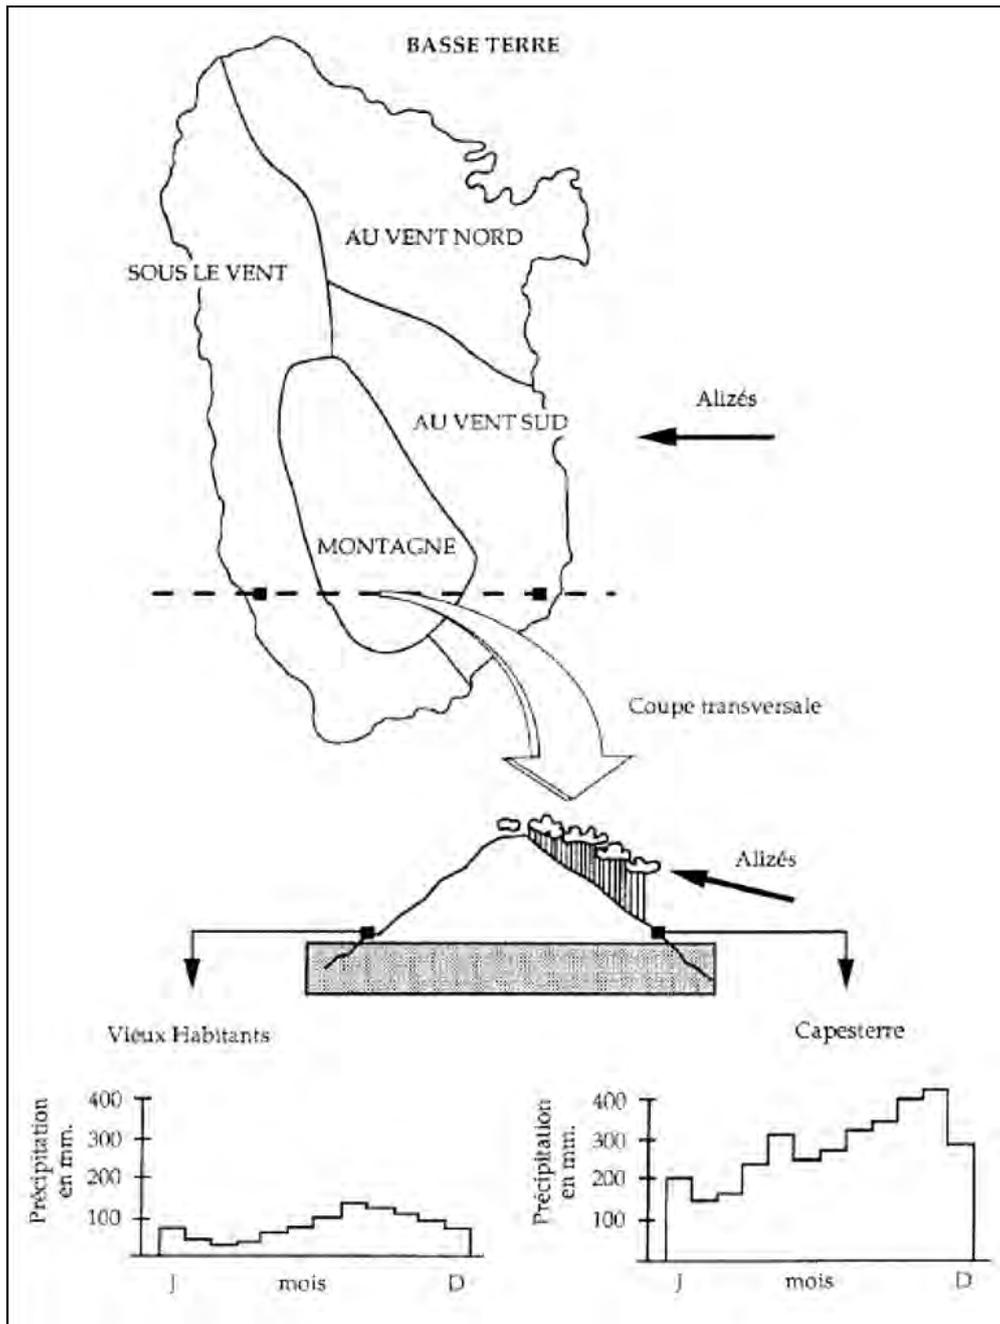 BASSE TERRE
AU VENT NORD
SOUS LE VENT
Alizés
AU VENT SUD
MONTAGNE
Coupe transversale
Alizés
Vieux Habitants
Capesterre
Précipitation
en mm.
400
300
200
100
J
mois
D
Précipitation
en mm.
400
300
200
100
J
mois
D